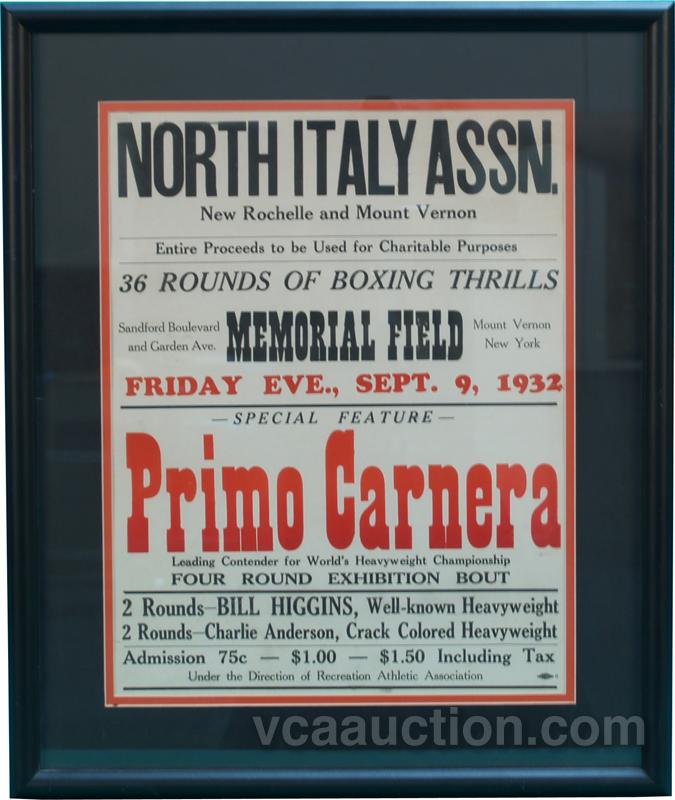 NORTH ITALY ASSN.
New Rochelle and Mount Vernon
Entire Proceeds to be Used for Charitable Purposes
36 ROUNDS OF BOXING THRILLS
Sandford Boulevard
and Garden Ave.
MEMORIAL FIELD
Mount Vernon
New York
FRIDAY EVE., SEPT. 9, 1932
—SPECIAL FEATURE—
Primo Carnera
Leading Contender for World's Heavyweight Championship
FOUR ROUND EXHIBITION BOUT
2 Rounds—BILL HIGGINS, Well-known Heavyweight
2 Rounds—Charlie Anderson, Crack Colored Heavyweight
Admission 75c — $1.00 — $1.50 Including Tax
Under the Direction of Recreation Athletic Association
vcaauction.com